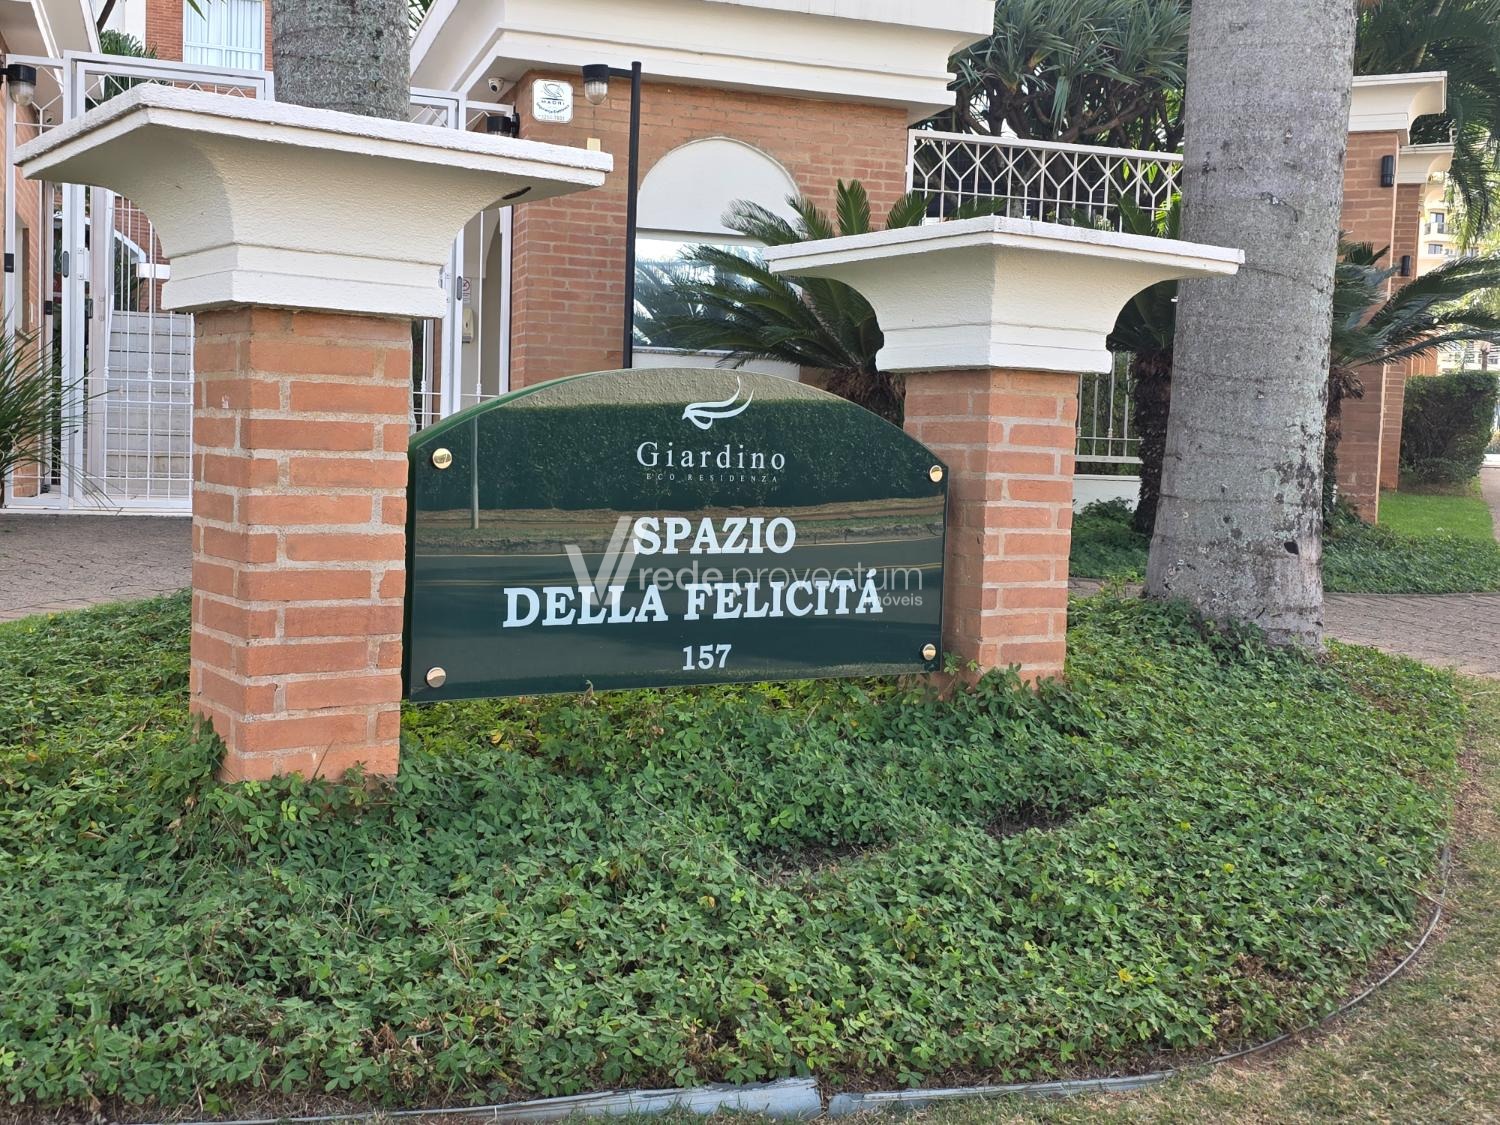 Giardino
ECO RESIDENZA
SPAZIO
DELLA FELICITÁ
157
rede provectum
imóveis